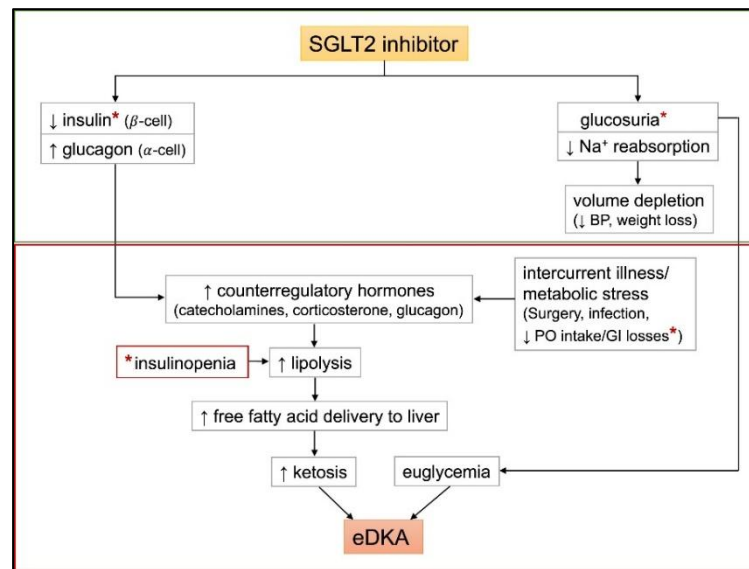 SGLT2 inhibitor
↓ insulin* (β-cell)
↑ glucagon (α-cell)
glucosuria*
↓ Na⁺ reabsorption
volume depletion
(↓ BP, weight loss)
↑ counterregulatory hormones
(catecholamines, corticosterone, glucagon)
intercurrent illness/
metabolic stress
(Surgery, infection,
↓ PO intake/GI losses*)
*insulinopenia
↑ lipolysis
↑ free fatty acid delivery to liver
↑ ketosis
euglycemia
eDKA